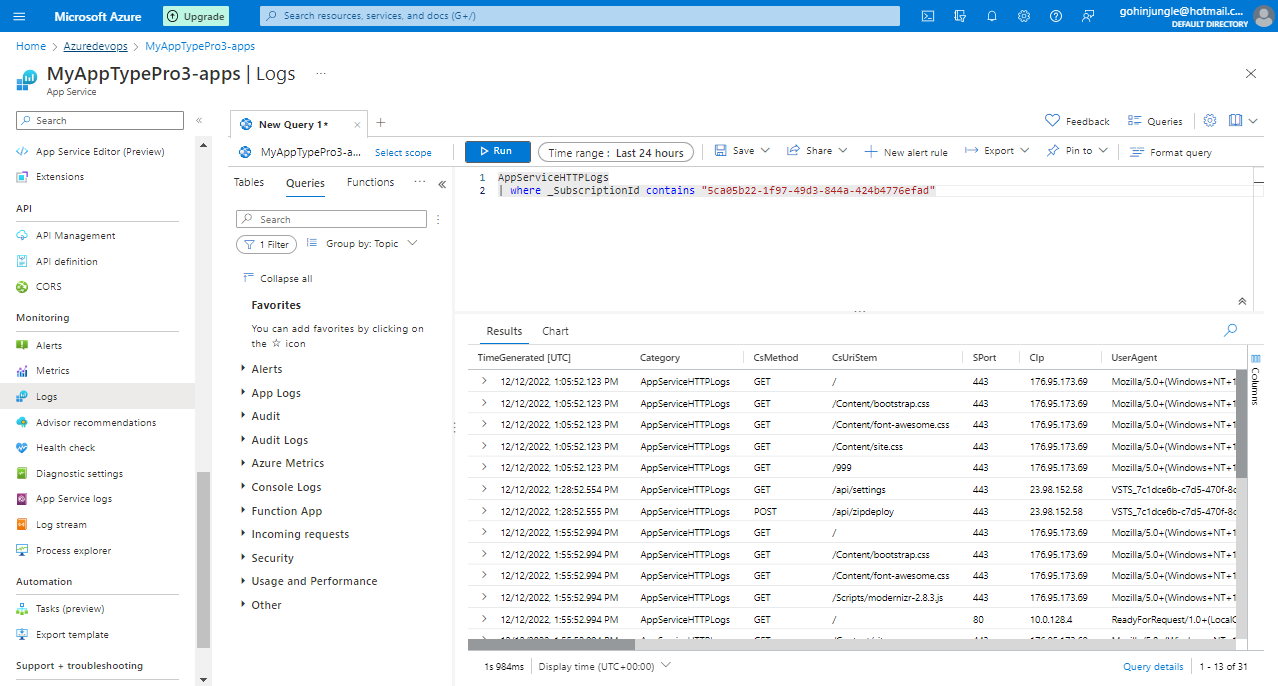 Microsoft Azure
Upgrade
Search resources, services, and docs (G+/)
gohinjungle@hotmail.c...
DEFAULT DIRECTORY
Home > Azuredevops > MyAppTypePro3-apps
MyAppTypePro3-apps | Logs ...
App Service
Search
App Service Editor (Preview)
Extensions
API
API Management
API definition
CORS
Monitoring
Alerts
Metrics
Logs
Advisor recommendations
Health check
Diagnostic settings
App Service logs
Log stream
Process explorer
Automation
Tasks (preview)
Export template
Support + troubleshooting
New Query 1*
Feedback
Queries
MyAppTypePro3-a...
Select scope
Run
Time range : Last 24 hours
Save
Share
New alert rule
Export
Pin to
Format query
Tables
Queries
Functions
...
Search
1 Filter
Group by: Topic
Collapse all
Favorites
You can add favorites by clicking on
the ☆ icon
Alerts
App Logs
Audit
Audit Logs
Azure Metrics
Console Logs
Function App
Incoming requests
Security
Usage and Performance
Other
1 AppServiceHTTPLogs
2 | where _SubscriptionId contains "5ca05b22-1f97-49d3-844a-424b4776efad"
Results
Chart
TimeGenerated [UTC] Category CsMethod CsUriStem SPort CIp UserAgent
12/12/2022, 1:05:52.123 PM AppServiceHTTPLogs GET / 443 176.95.173.69 Mozilla/5.0+(Windows+NT+1
12/12/2022, 1:05:52.123 PM AppServiceHTTPLogs GET /Content/bootstrap.css 443 176.95.173.69 Mozilla/5.0+(Windows+NT+1
12/12/2022, 1:05:52.123 PM AppServiceHTTPLogs GET /Content/font-awesome.css 443 176.95.173.69 Mozilla/5.0+(Windows+NT+1
12/12/2022, 1:05:52.123 PM AppServiceHTTPLogs GET /Content/site.css 443 176.95.173.69 Mozilla/5.0+(Windows+NT+1
12/12/2022, 1:05:52.123 PM AppServiceHTTPLogs GET /999 443 176.95.173.69 Mozilla/5.0+(Windows+NT+1
12/12/2022, 1:28:52.554 PM AppServiceHTTPLogs GET /api/settings 443 23.98.152.58 VSTS_7c1dce6b-c7d5-470f-8c
12/12/2022, 1:28:52.555 PM AppServiceHTTPLogs POST /api/zipdeploy 443 23.98.152.58 VSTS_7c1dce6b-c7d5-470f-8c
12/12/2022, 1:55:52.994 PM AppServiceHTTPLogs GET / 443 176.95.173.69 Mozilla/5.0+(Windows+NT+1
12/12/2022, 1:55:52.994 PM AppServiceHTTPLogs GET /Content/bootstrap.css 443 176.95.173.69 Mozilla/5.0+(Windows+NT+1
12/12/2022, 1:55:52.994 PM AppServiceHTTPLogs GET /Content/font-awesome.css 443 176.95.173.69 Mozilla/5.0+(Windows+NT+1
12/12/2022, 1:55:52.994 PM AppServiceHTTPLogs GET /Scripts/modernizr-2.8.3.js 443 176.95.173.69 Mozilla/5.0+(Windows+NT+1
12/12/2022, 1:55:52.994 PM AppServiceHTTPLogs GET / 80 10.0.128.4 ReadyForRequest/1.0+(LocalC
Columns
1s 984ms
Display time (UTC+00:00)
Query details
1 - 13 of 31